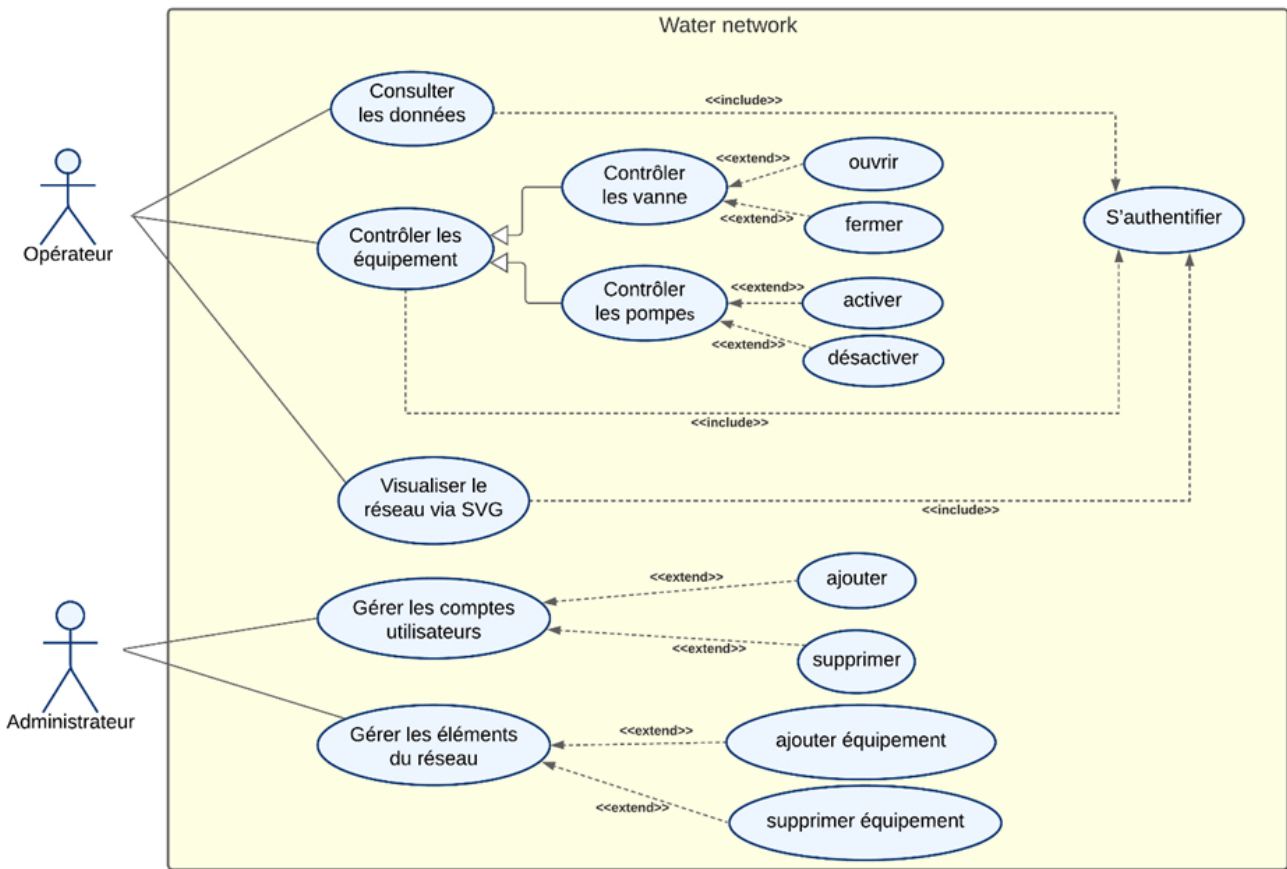 Water network
Consulter
les données
<<include>>
Contrôler
les vanne
<<extend>>
ouvrir
<<extend>>
fermer
S'authentifier
Opérateur
Contrôler les
équipement
Contrôler
les pompes
<<extend>>
activer
<<extend>>
désactiver
<<include>>
Visualiser le
réseau via SVG
<<include>>
Gérer les comptes
utilisateurs
<<extend>>
ajouter
<<extend>>
supprimer
Administrateur
Gérer les éléments
du réseau
<<extend>>
ajouter équipement
<<extend>>
supprimer équipement